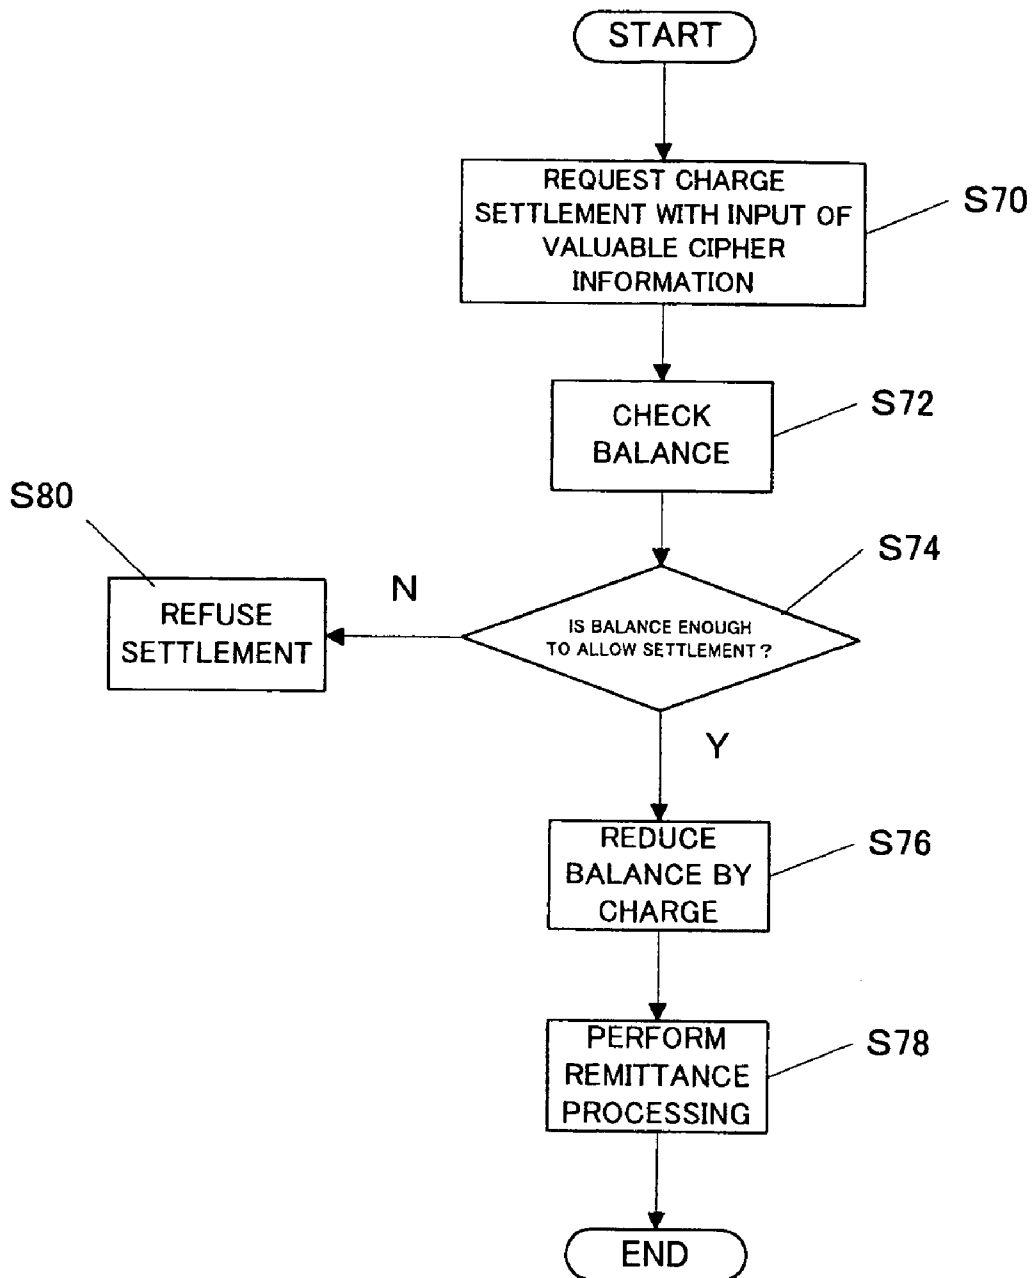 START
REQUEST CHARGE
SETTLEMENT WITH INPUT OF
VALUABLE CIPHER
INFORMATION
S70
CHECK
BALANCE
S72
S80
REFUSE
SETTLEMENT
N
IS BALANCE ENOUGH
TO ALLOW SETTLEMENT?
S74
Y
REDUCE
BALANCE BY
CHARGE
S76
PERFORM
REMITTANCE
PROCESSING
S78
END